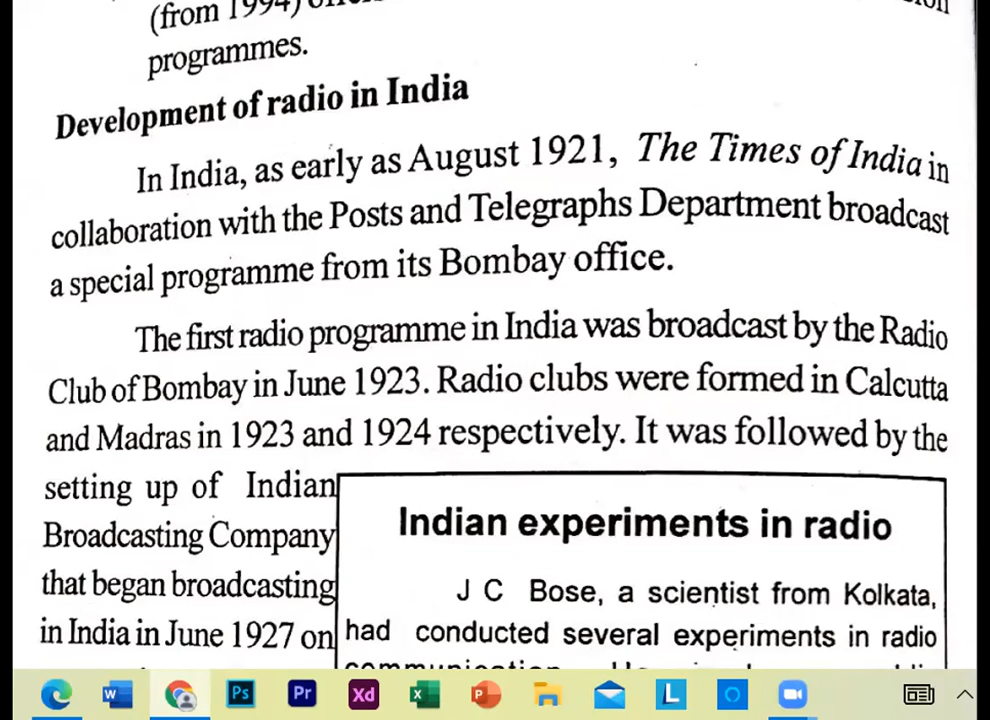 (from 1994)
programmes.
Development of radio in India
In India, as early as August 1921, The Times of India in
collaboration with the Posts and Telegraphs Department broadcast
a special programme from its Bombay office.
The first radio programme in India was broadcast by the Radio
Club of Bombay in June 1923. Radio clubs were formed in Calcutta
and Madras in 1923 and 1924 respectively. It was followed by the
setting up of Indian
Broadcasting Company
that began broadcasting
in India in June 1927 on
Indian experiments in radio
J C Bose, a scientist from Kolkata,
had conducted several experiments in radio
W Ps Pr Xd X P L